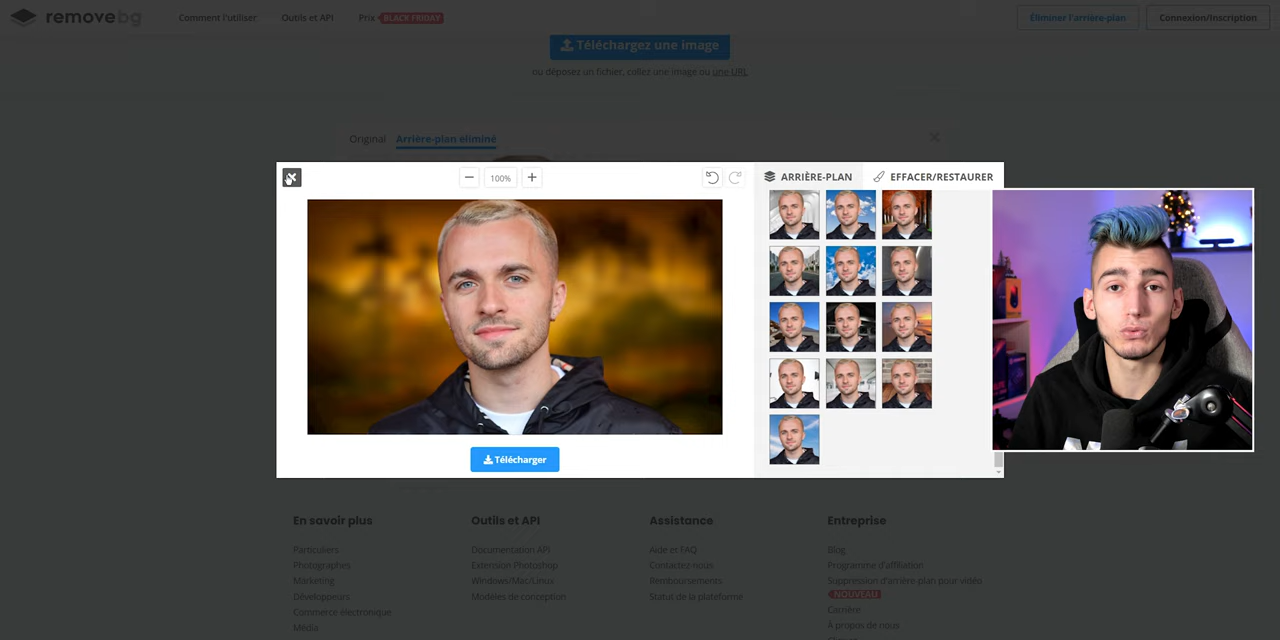 removebg
Comment l'utiliser
Outils et API
Prix BLACK FRIDAY
Éliminer l'arrière-plan
Connexion/Inscription
Téléchargez une image
ou déposez un fichier, collez une image ou une URL
Original
Arrière-plan éliminé
100%
ARRIÈRE-PLAN
EFFACER/RESTAURER
Télécharger
En savoir plus
Particuliers
Photographes
Marketing
Développeurs
Commerce électronique
Média
Outils et API
Documentation API
Extension Photoshop
Windows/Mac/Linux
Modèles de conception
Assistance
Aide et FAQ
Contactez nous
Remboursements
Statut de la plateforme
Entreprise
Blog
Programme d'affiliation
Suppression d'arrière-plan pour vidéo
NOUVEAU
Carrière
À propos de nous